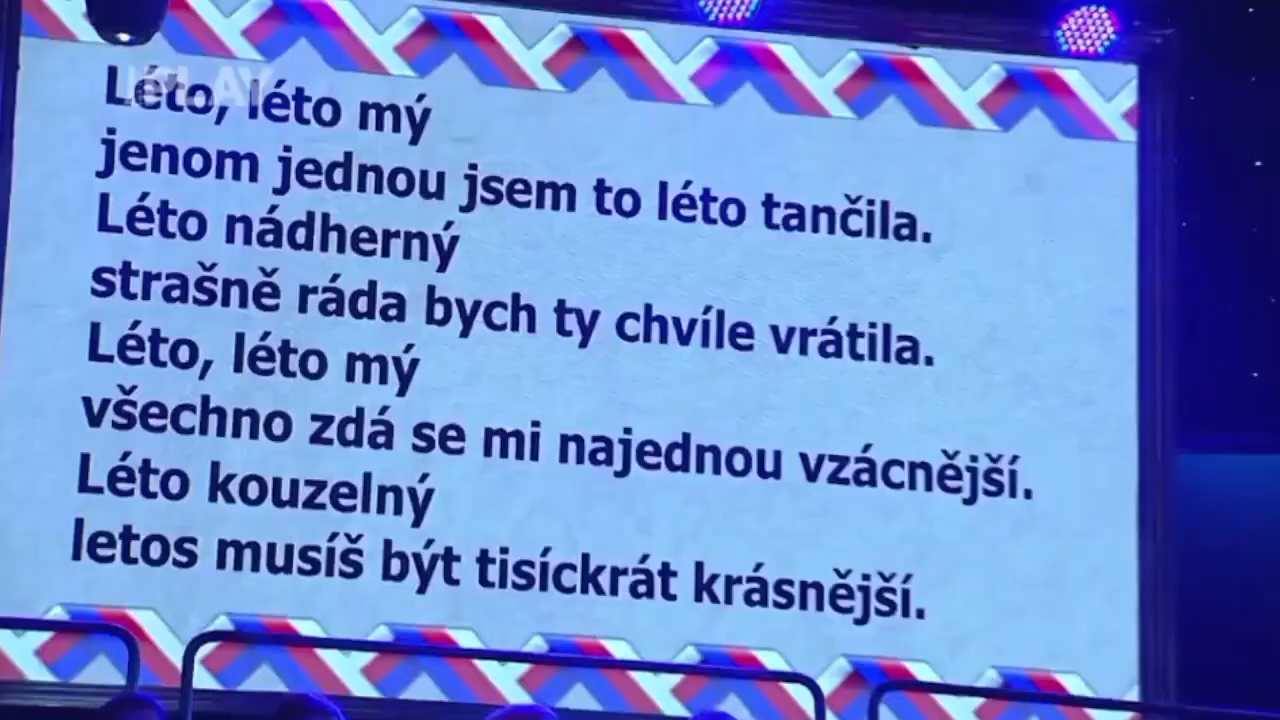 Léto, léto mý
jenom jednou jsem to léto tančila.
Léto nádherný
strašně ráda bych ty chvíle vrátila.
Léto, léto mý
všechno zdá se mi najednou vzácnější.
Léto kouzelný
letos musíš být tisíckrát krásnější.